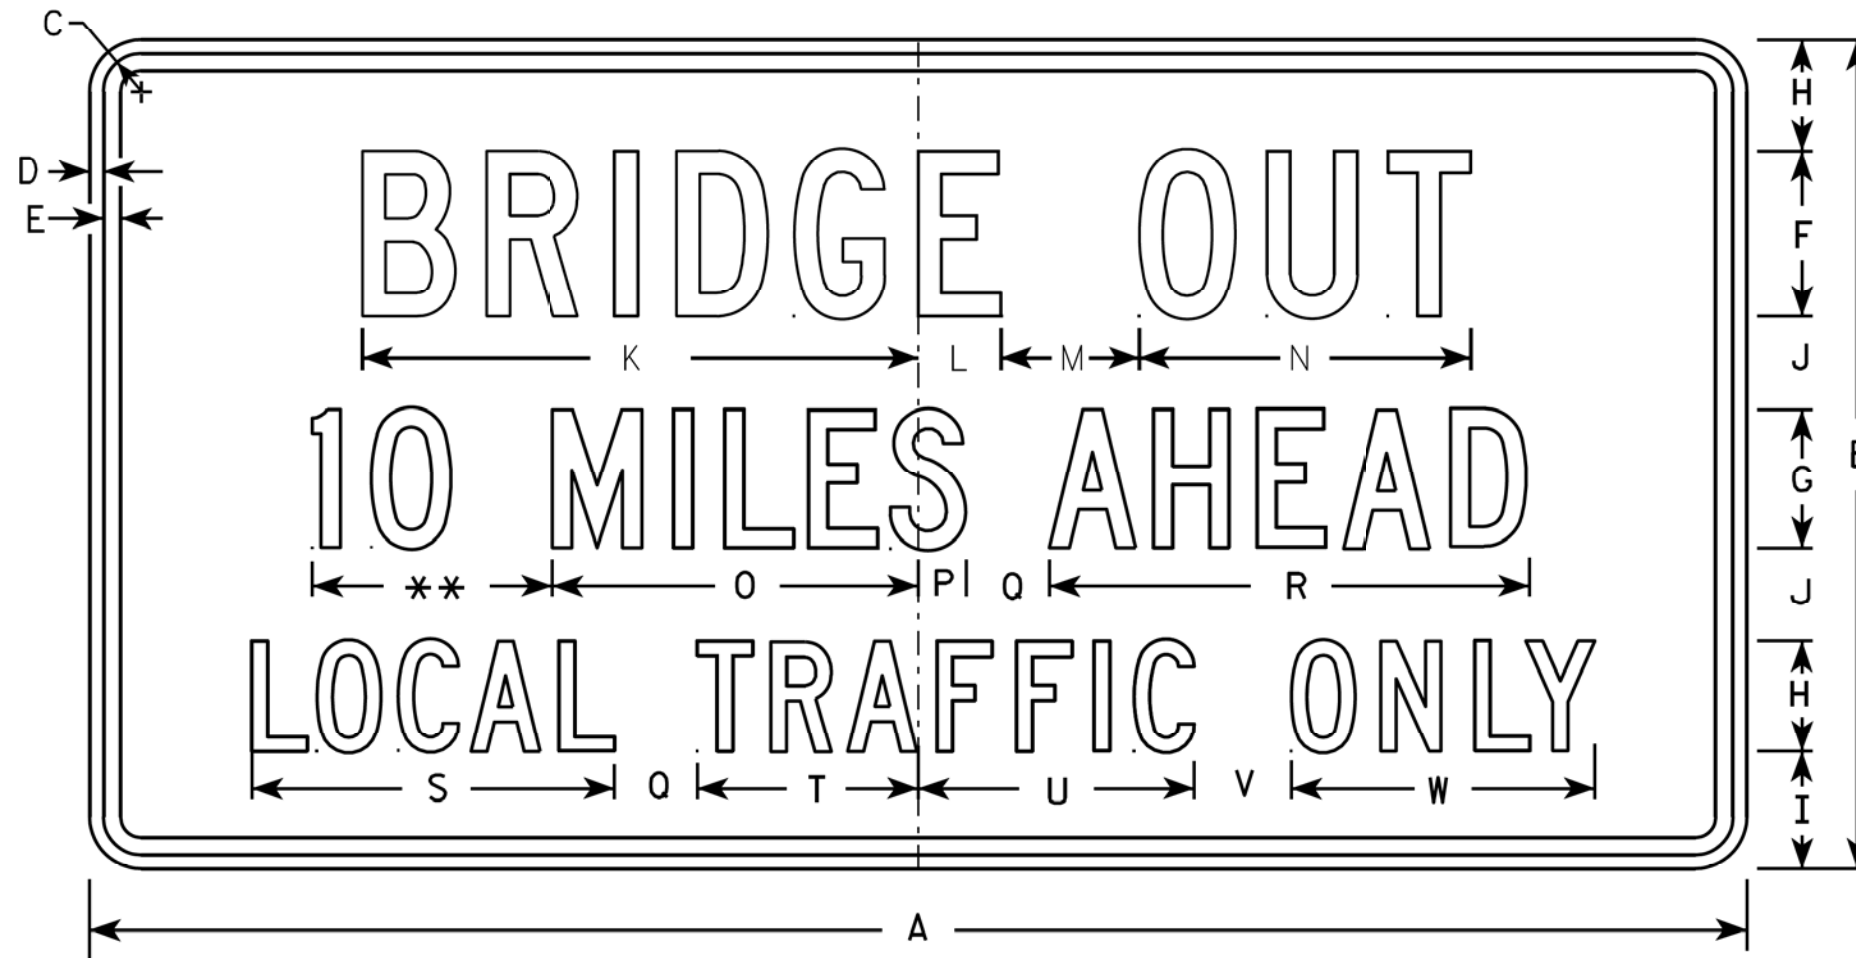 C
H
D
BRIDGE OUT
F
E
K L M N
J
10 MILES AHEAD
G
B
** O P Q R
J
LOCAL TRAFFIC ONLY
H
S Q T U V W
I
A